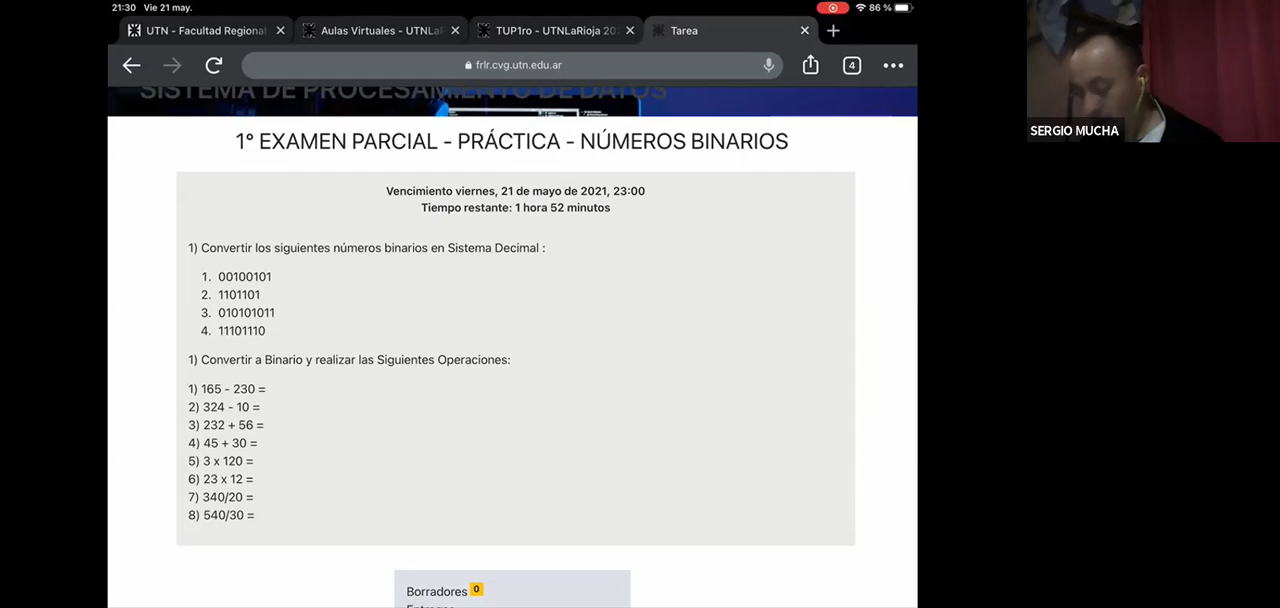 21:30 Vie 21 may.
86 %
UTN - Facultad Regional
Aulas Virtuales - UTNLa
TUP1ro - UTNLaRioja 20
Tarea
frlr.cvg.utn.edu.ar
4
SISTEMA DE PROCESAMIENTO DE DATOS
1° EXAMEN PARCIAL - PRÁCTICA - NÚMEROS BINARIOS
Vencimiento viernes, 21 de mayo de 2021, 23:00
Tiempo restante: 1 hora 52 minutos
1) Convertir los siguientes números binarios en Sistema Decimal :
1. 00100101
2. 1101101
3. 010101011
4. 11101110
1) Convertir a Binario y realizar las Siguientes Operaciones:
1) 165 - 230 =
2) 324 - 10 =
3) 232 + 56 =
4) 45 + 30 =
5) 3 x 120 =
6) 23 x 12 =
7) 340/20 =
8) 540/30 =
Borradores 0
SERGIO MUCHA